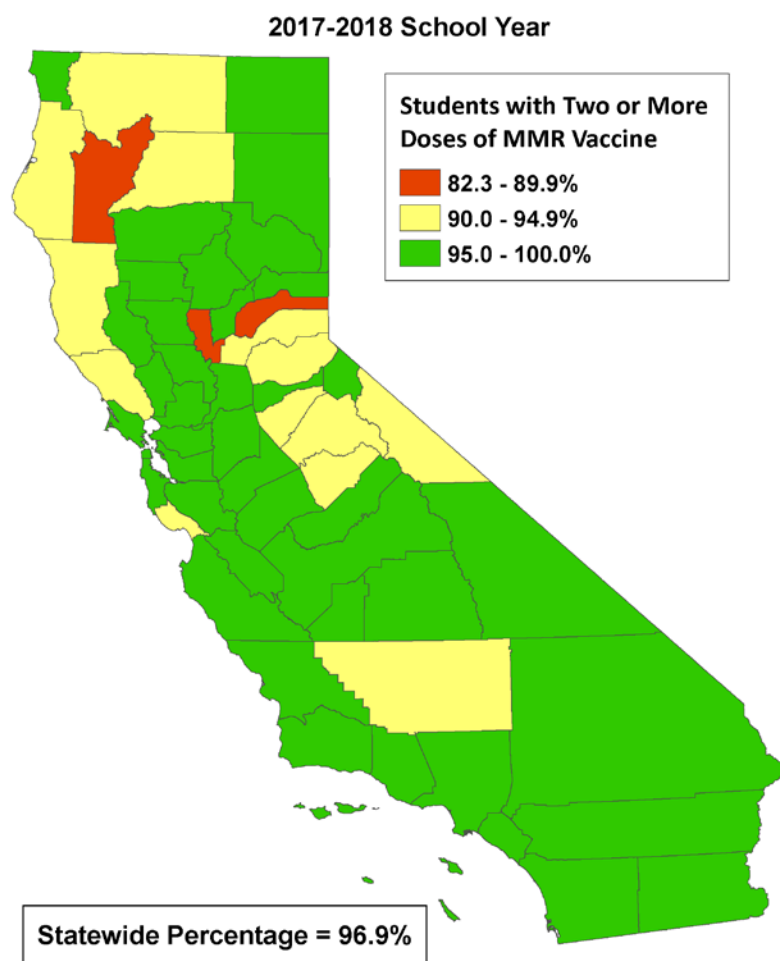 2017-2018 School Year
Students with Two or More
Doses of MMR Vaccine
82.3 - 89.9%
90.0 - 94.9%
95.0 - 100.0%
Statewide Percentage = 96.9%